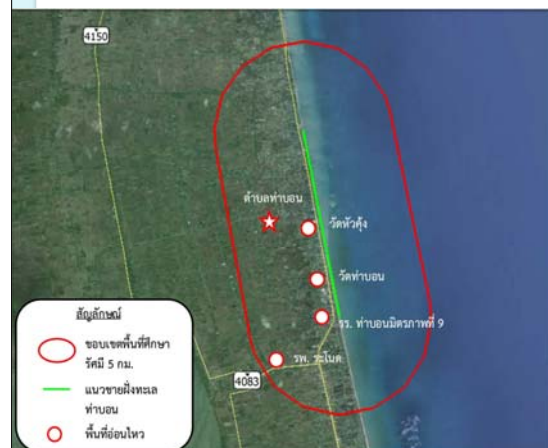 4150
ตำบลท่าบอน
วัดหัวคุ้ง
วัดท่าบอน
รร. ท่าบอนมิตรภาพที่ 9
รพ. ระโนด
4083
สัญลักษณ์
ขอบเขตพื้นที่ศึกษา
รัศมี 5 กม.
แนวชายฝั่งทะเล
ท่าบอน
พื้นที่อ่อนไหว